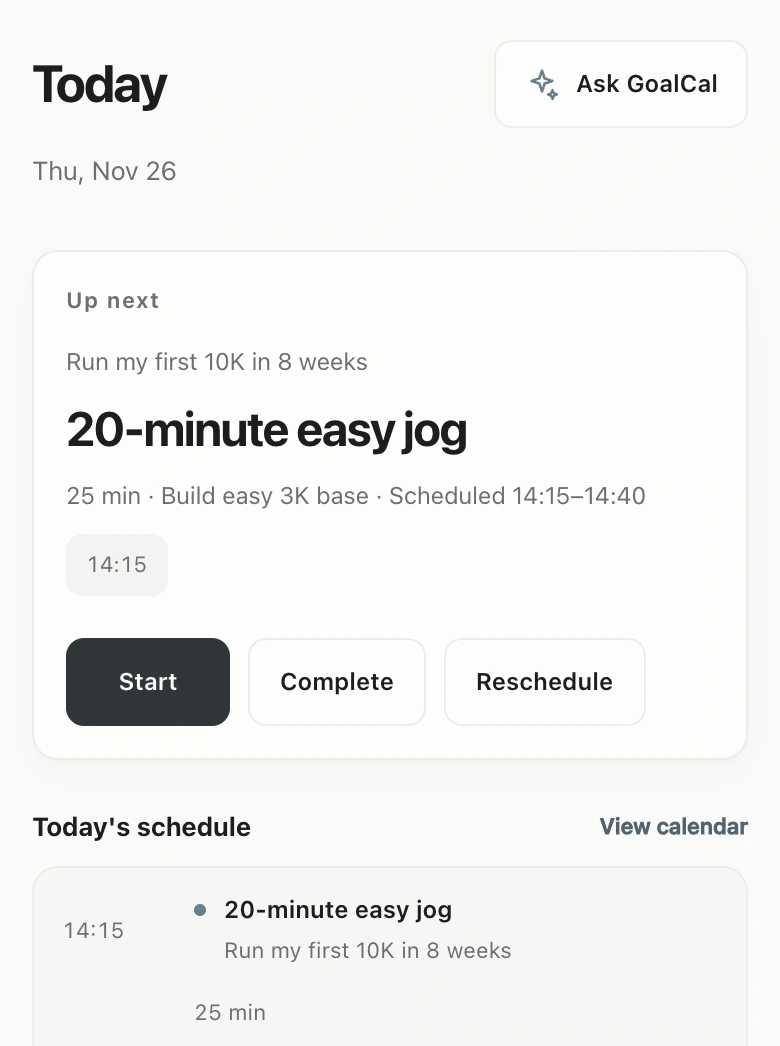 Today
Ask GoalCal
Thu, Nov 26
Up next
Run my first 10K in 8 weeks
20-minute easy jog
25 min · Build easy 3K base · Scheduled 14:15–14:40
14:15
Start
Complete
Reschedule
Today's schedule
View calendar
14:15
20-minute easy jog
Run my first 10K in 8 weeks
25 min